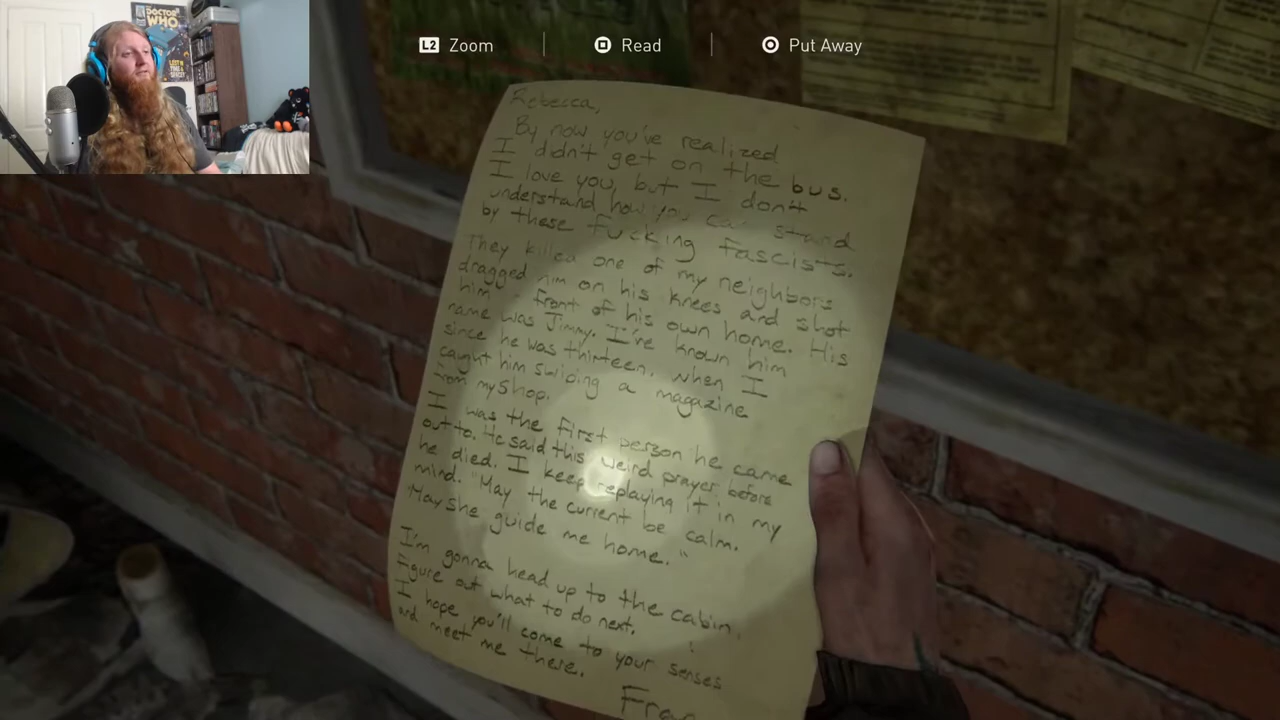 DOCTOR WHO
L2 Zoom
Read
Put Away
Rebecca,
By now you've realized
I didn't get on the bus.
I love you, but I don't
understand how you can stand
by these fucking fascists.
They killed one of my neighbors
dragged him on his knees and shot
him in front of his own home. His
name was Jimmy. I've known him
since he was thirteen, when I
caught him swiping a magazine
from my shop.
I was the first person he came
out to. He said this weird prayer before
he died. I keep replaying it in my
mind. "May the current be calm.
"May she guide me home."
I'm gonna head up to the cabin,
figure out what to do next.
I hope you'll come to your senses
and meet me there.